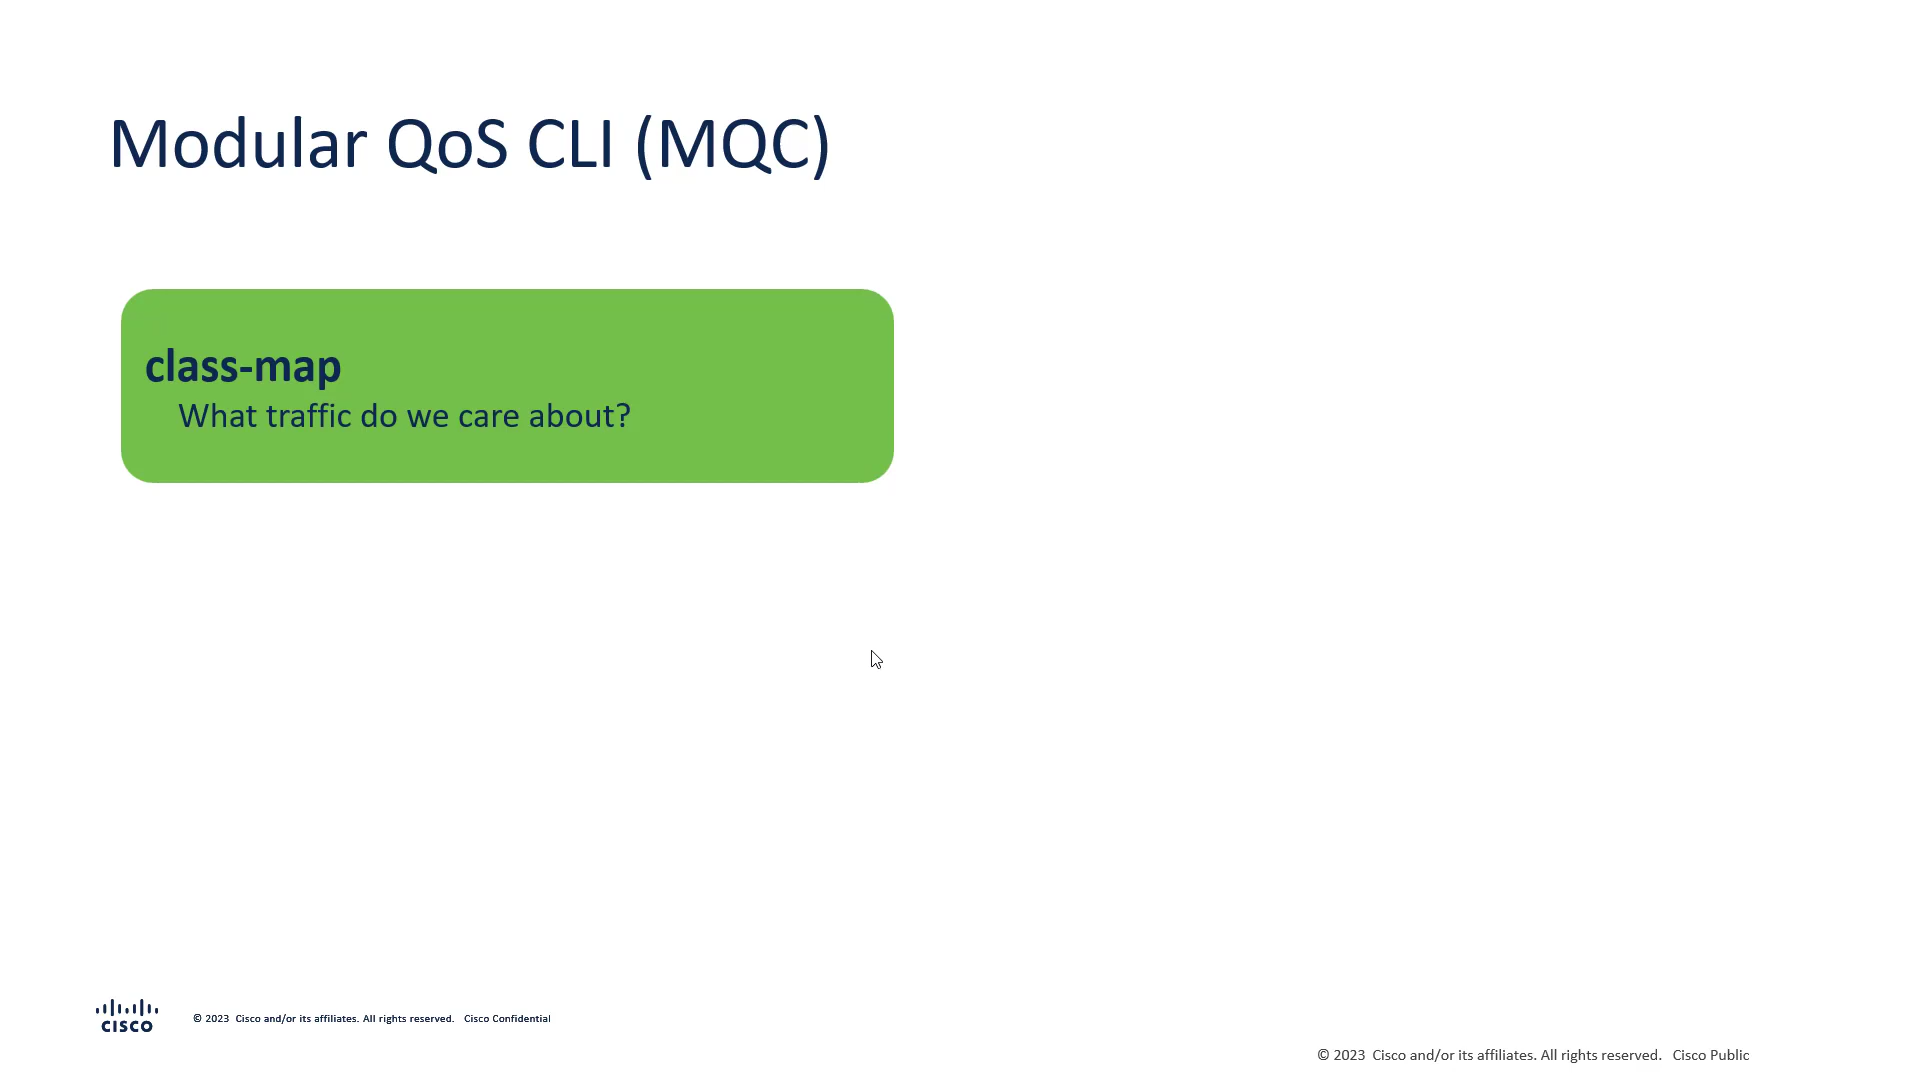 Modular QoS CLI (MQC)
class-map
What traffic do we care about?
CISCO
© 2023 Cisco and/or its affiliates. All rights reserved. Cisco Confidential
© 2023 Cisco and/or its affiliates. All rights reserved. Cisco Public